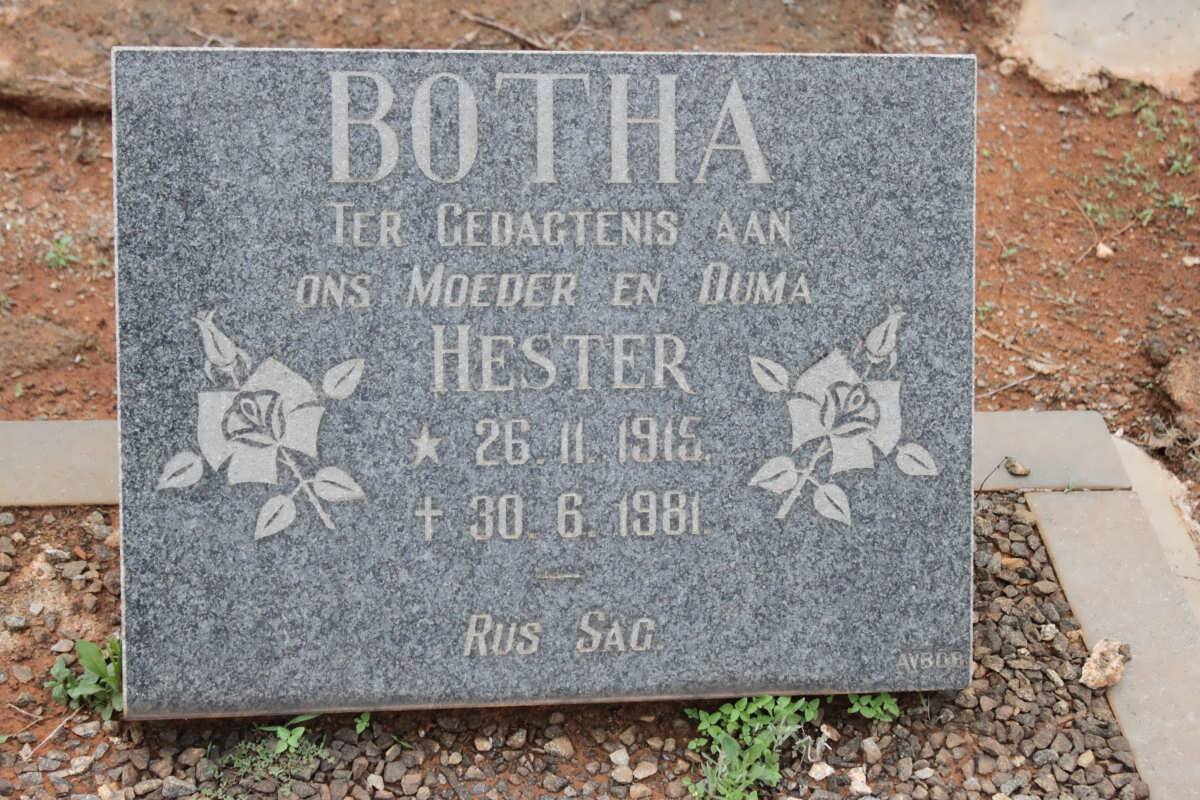 BOTHA
TER GEDAGTENIS AAN
ONS MOEDER EN OUMA
HESTER
★ 26. 11. 1915.
† 30. 6. 1981.
—
RUS SAG.
AVBOB